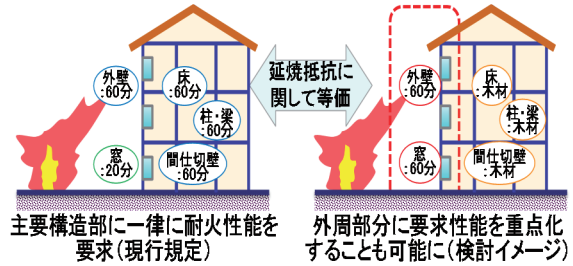 外壁
:60分
床
:60分
柱・梁
:60分
窓
:20分
間仕切壁
:60分
主要構造部に一律に耐火性能を
要求(現行規定)
延焼抵抗に
関して等価
外壁
:60分
床
:木材
柱・梁
:木材
窓
:60分
間仕切壁
:木材
外周部分に要求性能を重点化
することも可能に(検討イメージ)